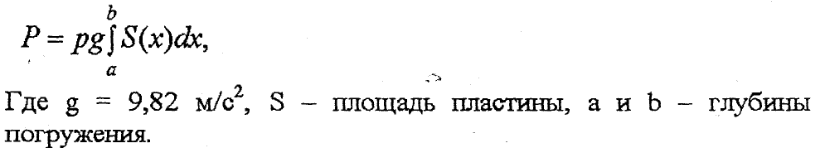 b
P = pg∫S(x)dx,
a
Где g = 9,82 м/с², S – площадь пластины, a и b – глубины
погружения.